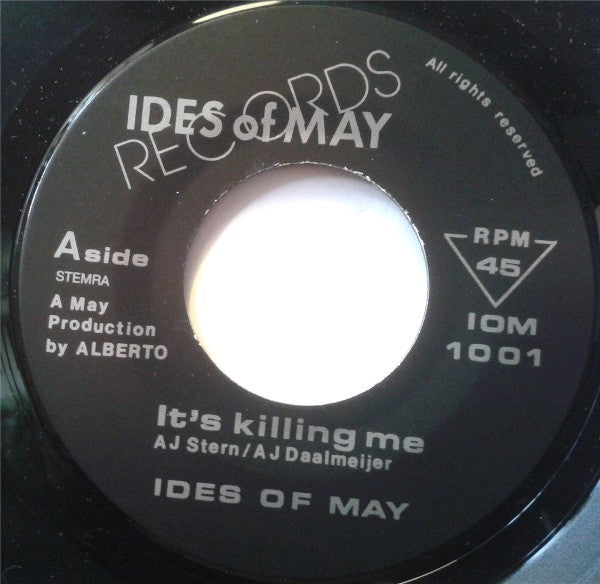 RECORDS
IDES of MAY
All rights reserved
A side
STEMRA
A May
Production
by ALBERTO
RPM
45
IOM
1001
It's killing me
AJ Stern/AJ Daalmeijer
IDES OF MAY